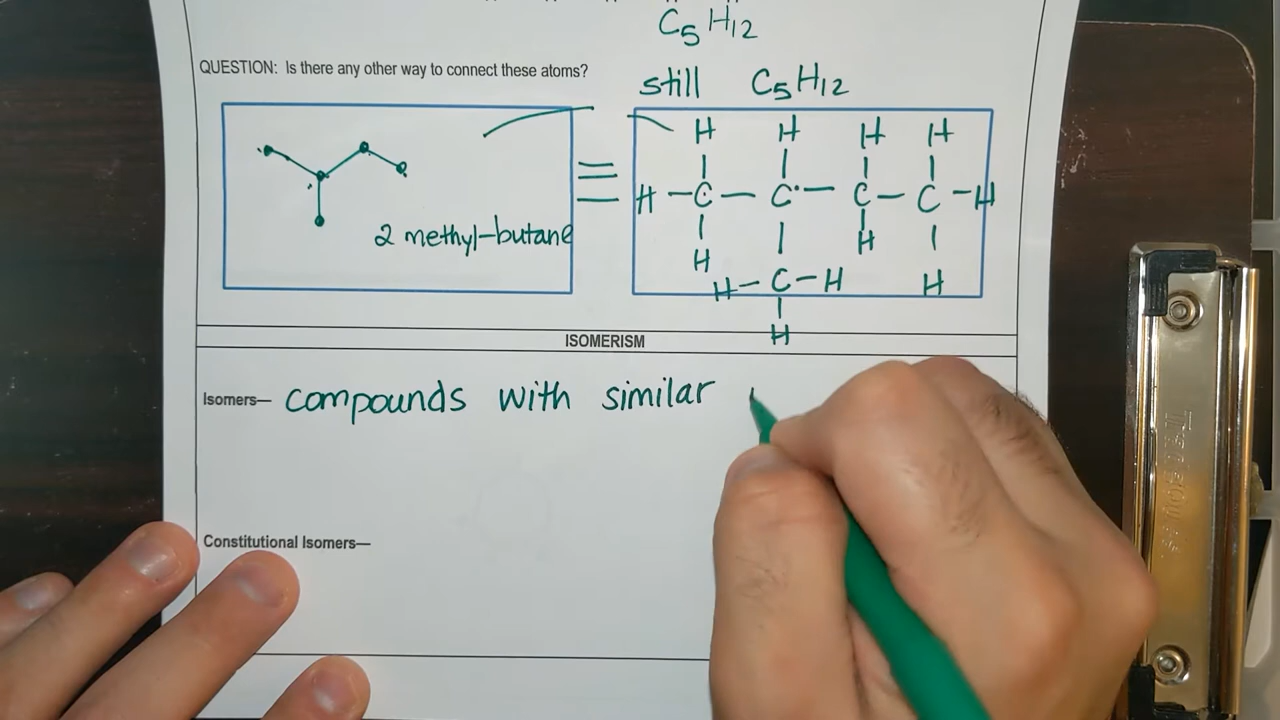 C5H12
QUESTION: Is there any other way to connect these atoms?
still C5H12
H H H H
H C C C C H
2 methyl-butane
H H H
H C H
H
ISOMERISM
Isomers— compounds with similar
Constitutional Isomers—